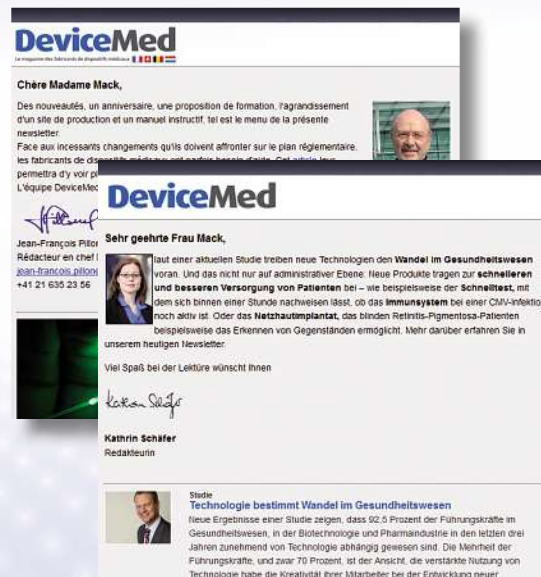 DeviceMed
Le magazine des fabricants de dispositifs médicaux
Chère Madame Mack,
Des nouveautés, un anniversaire, une proposition de formation, l'agrandissement
d'un site de production et un manuel instructif, tel est le menu de la présente
newsletter.
Face aux incessants changements qu'ils doivent affronter sur le plan réglementaire,
les fabricants de
permettra d'y voir
L'équipe DeviceMed
Jean-François
Rédacteur en chef
jean-francois.
+41 21 635 23 56
DeviceMed
Sehr geehrte Frau Mack,
laut einer aktuellen Studie treiben neue Technologien den Wandel im Gesundheitswesen
voran. Und das nicht nur auf administrativer Ebene: Neue Produkte tragen zur schnelleren
und besseren Versorgung von Patienten bei – wie beispielsweise der Schnelltest, mit
dem sich binnen einer Stunde nachweisen lässt, ob das Immunsystem bei einer CMV-Infektio
noch aktiv ist. Oder das Netzhautimplantat, das blinden Retinitis-Pigmentosa-Patienten
beispielsweise das Erkennen von Gegenständen ermöglicht. Mehr darüber erfahren Sie in
unserem heutigen Newsletter.
Viel Spaß bei der Lektüre wünscht Ihnen
Kathrin Schäfer
Kathrin Schäfer
Redakteurin
Studie
Technologie bestimmt Wandel im Gesundheitswesen
Neue Ergebnisse einer Studie zeigen, dass 92,5 Prozent der Führungskräfte im
Gesundheitswesen, in der Biotechnologie und Pharmaindustrie in den letzten drei
Jahren zunehmend von Technologie abhängig gewesen sind. Die Mehrheit der
Führungskräfte, und zwar 70 Prozent, ist der Ansicht, die verstärkte Nutzung von
Technologie habe die Kreativität ihrer Mitarbeiter bei der Entwicklung neuer